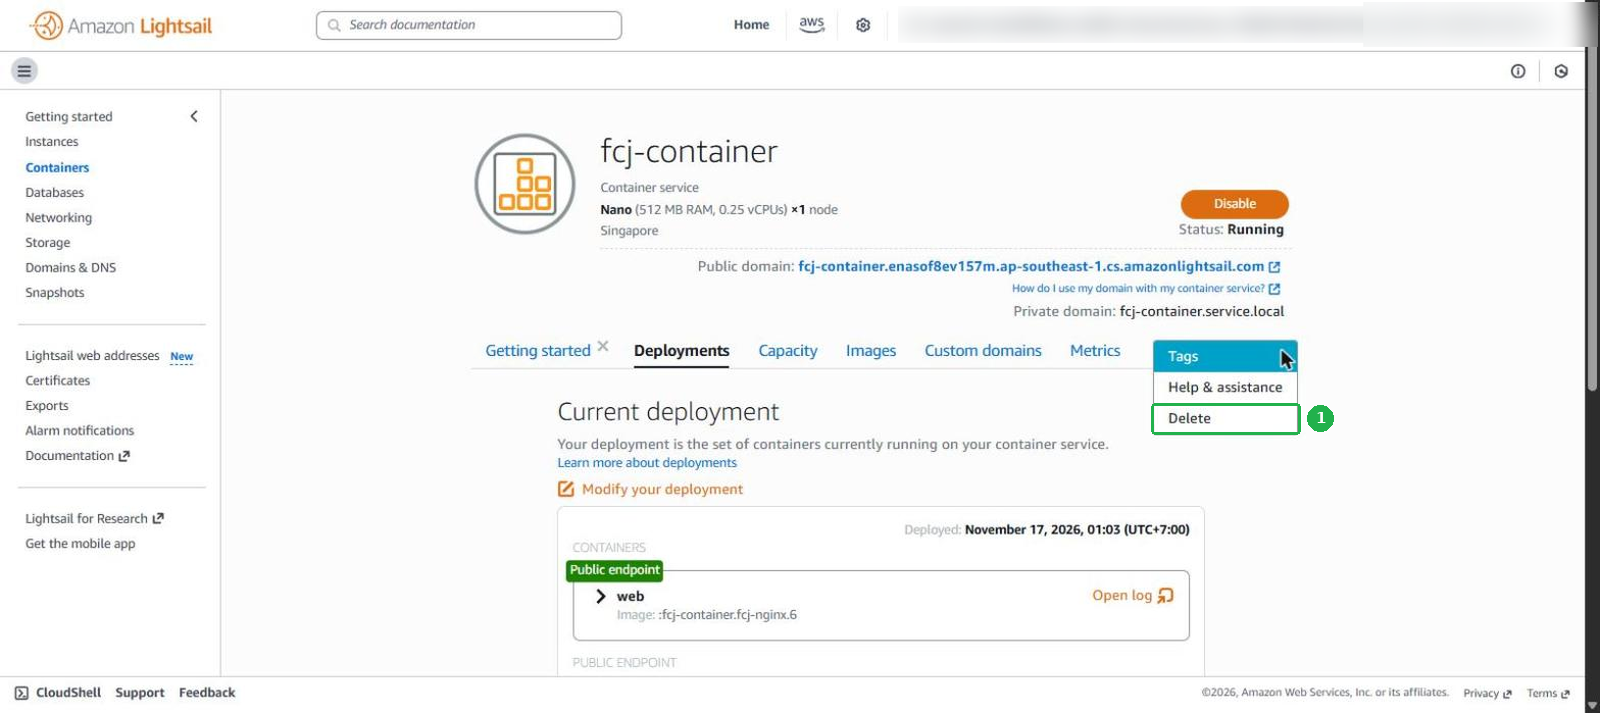 Amazon Lightsail
Search documentation
Home
aws
Getting started
Instances
Containers
Databases
Networking
Storage
Domains & DNS
Snapshots
Lightsail web addresses New
Certificates
Exports
Alarm notifications
Documentation
Lightsail for Research
Get the mobile app
fcj-container
Container service
Nano (512 MB RAM, 0.25 vCPUs) ×1 node
Singapore
Disable
Status: Running
Public domain: fcj-container.enasof8ev157m.ap-southeast-1.cs.amazonlightsail.com
How do I use my domain with my container service?
Private domain: fcj-container.service.local
Getting started Deployments Capacity Images Custom domains Metrics
Tags
Help & assistance
Delete 1
Current deployment
Your deployment is the set of containers currently running on your container service.
Learn more about deployments
Modify your deployment
Deployed: November 17, 2026, 01:03 (UTC+7:00)
CONTAINERS
Public endpoint
web
Open log
Image: :fcj-container.fcj-nginx.6
PUBLIC ENDPOINT
CloudShell Support Feedback
©2026, Amazon Web Services, Inc. or its affiliates. Privacy Terms